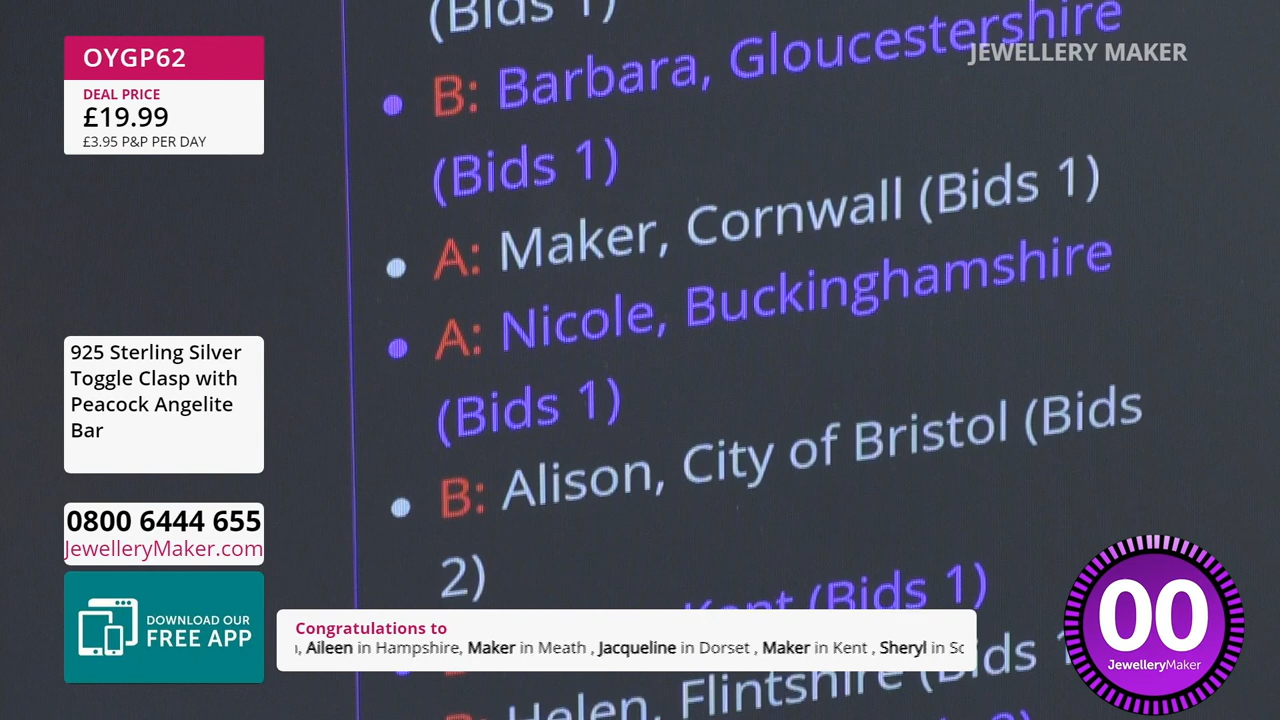 OYGP62
DEAL PRICE
£19.99
£3.95 P&P PER DAY
JEWELLERY MAKER
(Bids 1)
B: Barbara, Gloucestershire
(Bids 1)
A: Maker, Cornwall (Bids 1)
A: Nicole, Buckinghamshire
(Bids 1)
B: Alison, City of Bristol (Bids
2)
Kent (Bids 1)
Helen, Flintshire (Bids 1
925 Sterling Silver
Toggle Clasp with
Peacock Angelite
Bar
0800 6444 655
JewelleryMaker.com
DOWNLOAD OUR
FREE APP
Congratulations to
, Aileen in Hampshire, Maker in Meath , Jacqueline in Dorset , Maker in Kent , Sheryl in
00
JewelleryMaker